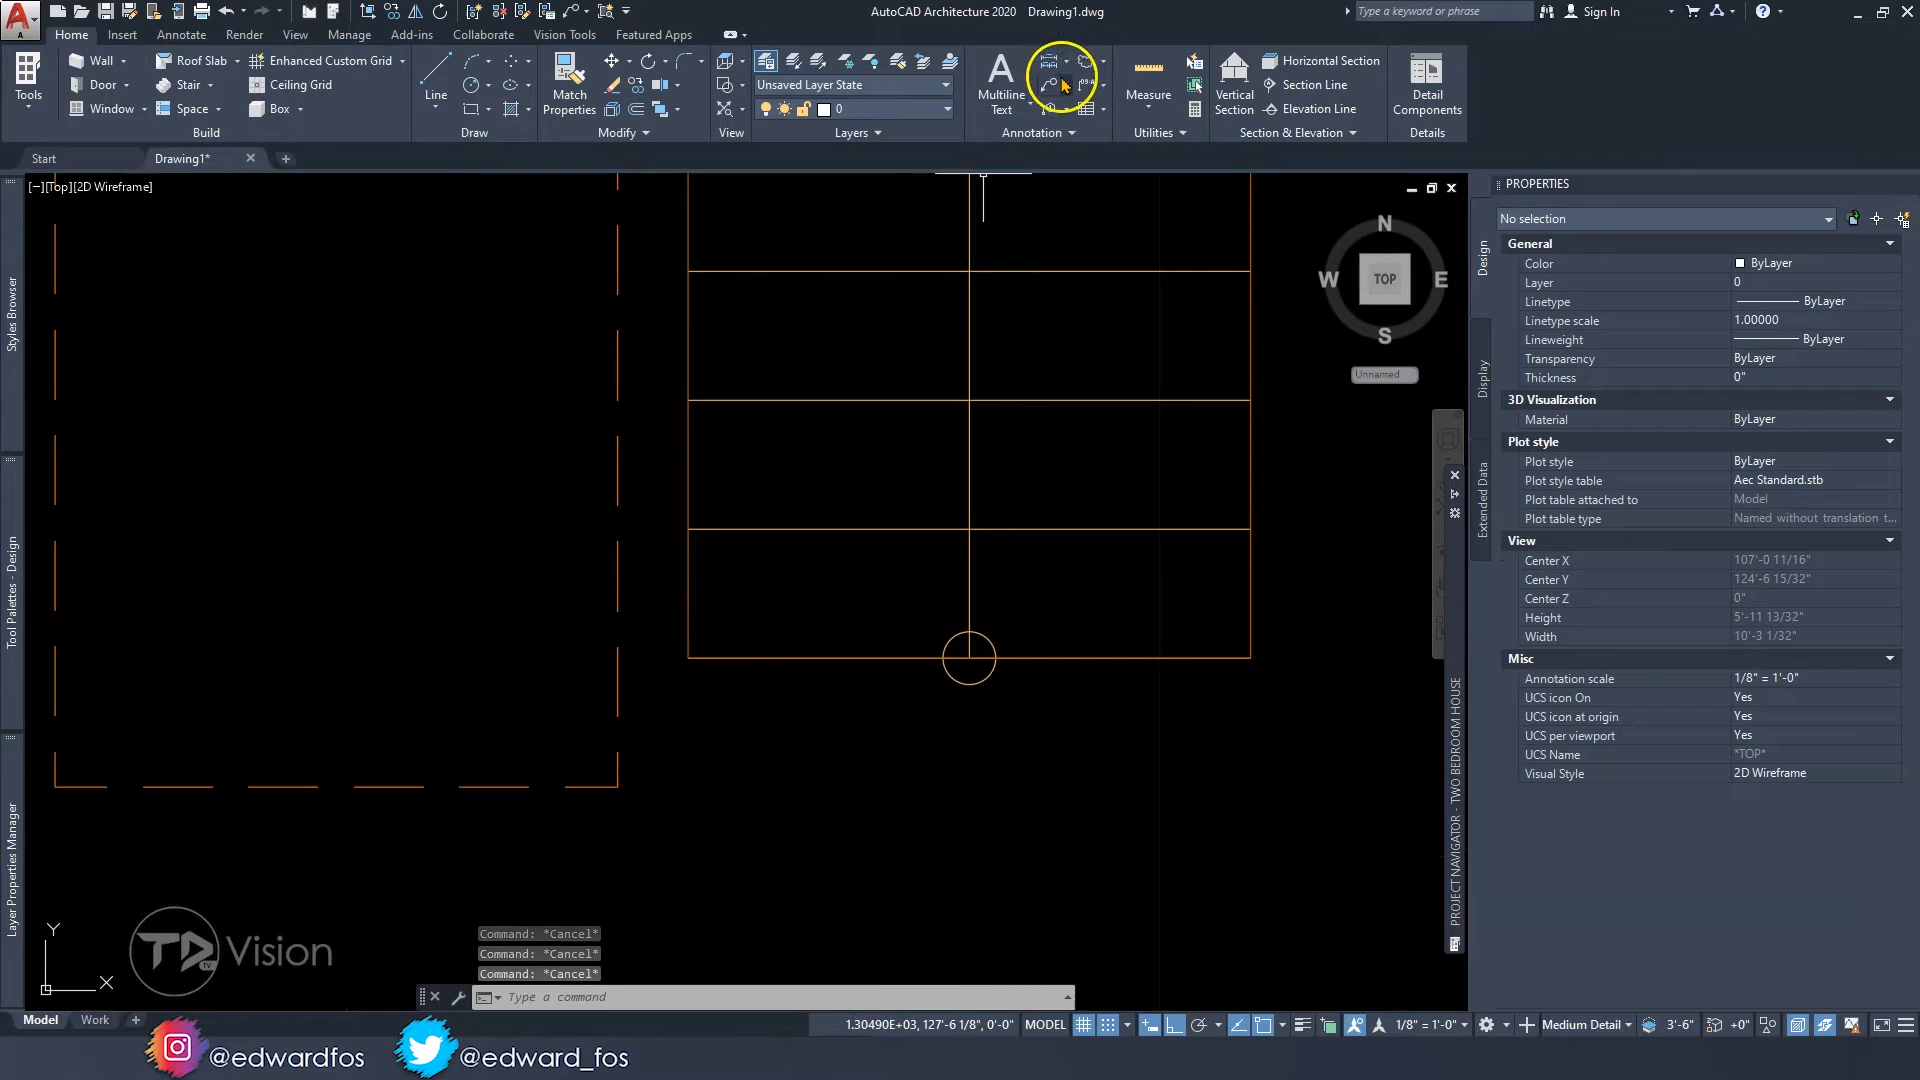 AutoCAD Architecture 2020 Drawing1.dwg
Type a keyword or phrase
Sign In
Home Insert Annotate Render View Manage Add-ins Collaborate Vision Tools Featured Apps
Tools
Wall
Door
Window
Roof Slab
Stair
Space
Enhanced Custom Grid
Ceiling Grid
Box
Build
Line
Draw
Match Properties
Modify
View
Unsaved Layer State
0
Layers
Multiline Text
Annotation
Measure
Utilities
Vertical Section
Horizontal Section
Section Line
Elevation Line
Section & Elevation
Detail Components
Details
Start
Drawing1*
[−][Top][2D Wireframe]
Styles Browser
Tool Palettes - Design
Layer Properties Manager
N
W
TOP
E
S
Unnamed
PROJECT NAVIGATOR - TWO BEDROOM HOUSE
PROPERTIES
No selection
Design
Display
Extended Data
General
Color ByLayer
Layer 0
Linetype ByLayer
Linetype scale 1.00000
Lineweight ByLayer
Transparency ByLayer
Thickness 0"
3D Visualization
Material ByLayer
Plot style
Plot style ByLayer
Plot style table Aec Standard.stb
Plot table attached to Model
Plot table type Named without translation t...
View
Center X 107'-0 11/16"
Center Y 124'-6 15/32"
Center Z 0"
Height 5'-11 13/32"
Width 10'-3 1/32"
Misc
Annotation scale 1/8" = 1'-0"
UCS icon On Yes
UCS icon at origin Yes
UCS per viewport Yes
UCS Name *TOP*
Visual Style 2D Wireframe
Y
X
TD TV Vision
Command: *Cancel*
Command: *Cancel*
Command: *Cancel*
Type a command
Model Work
1.30490E+03, 127'-6 1/8", 0'-0" MODEL
1/8" = 1'-0"
Medium Detail
3'-6"
+0"
@edwardfos
@edward_fos